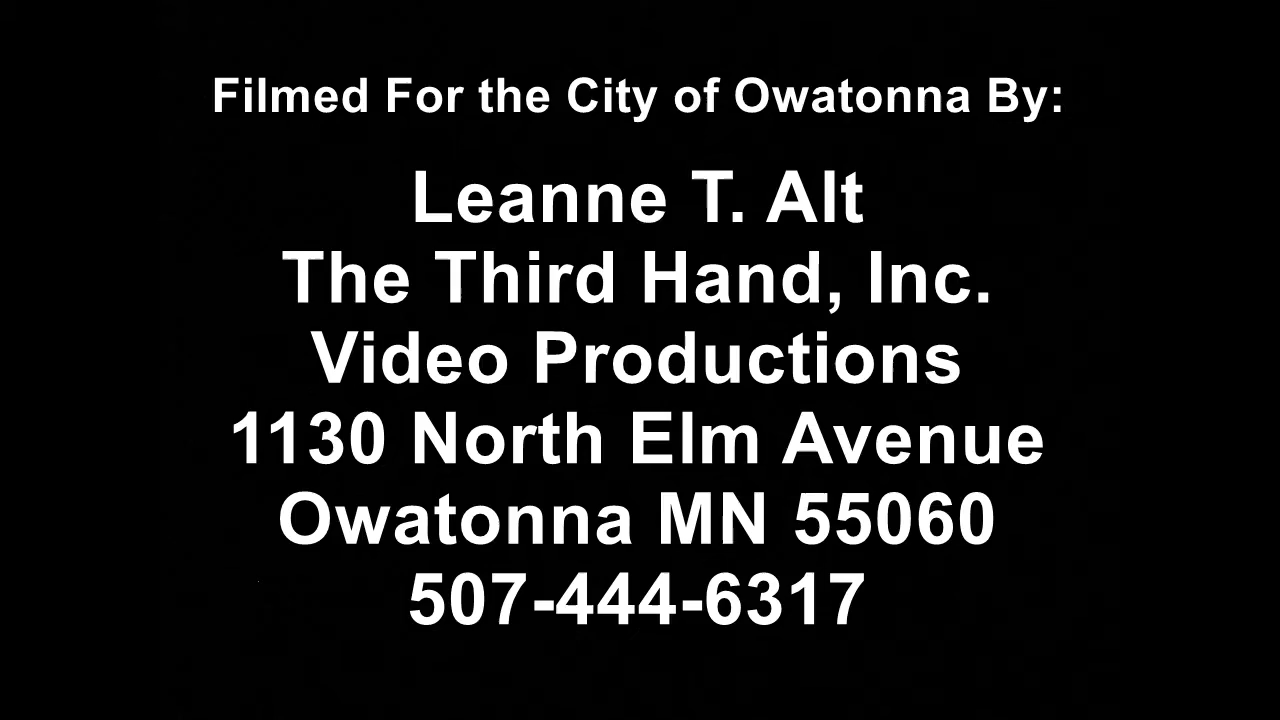 Filmed For the City of Owatonna By:
Leanne T. Alt
The Third Hand, Inc.
Video Productions
1130 North Elm Avenue
Owatonna MN 55060
507-444-6317